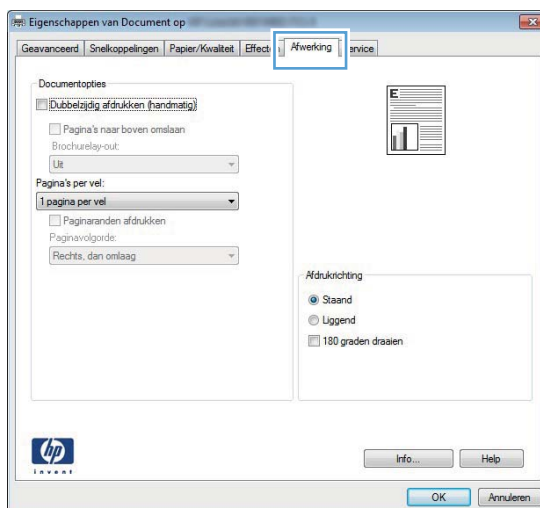 Eigenschappen van Document op
Geavanceerd Snelkoppelingen Papier/Kwaliteit Afwerking
Documentopties
Dubbelzijdig afdrukken (handmatig)
Pagina's naar boven omslaan
Brochurelay-out:
Uit
Pagina's per vel:
1 pagina per vel
Paginaranden afdrukken
Paginavolgorde:
Rechts, dan omlaag
E
Afdrukrichting
Staand
Liggend
180 graden draaien
hp
invent
Info... Help
OK Annuleren